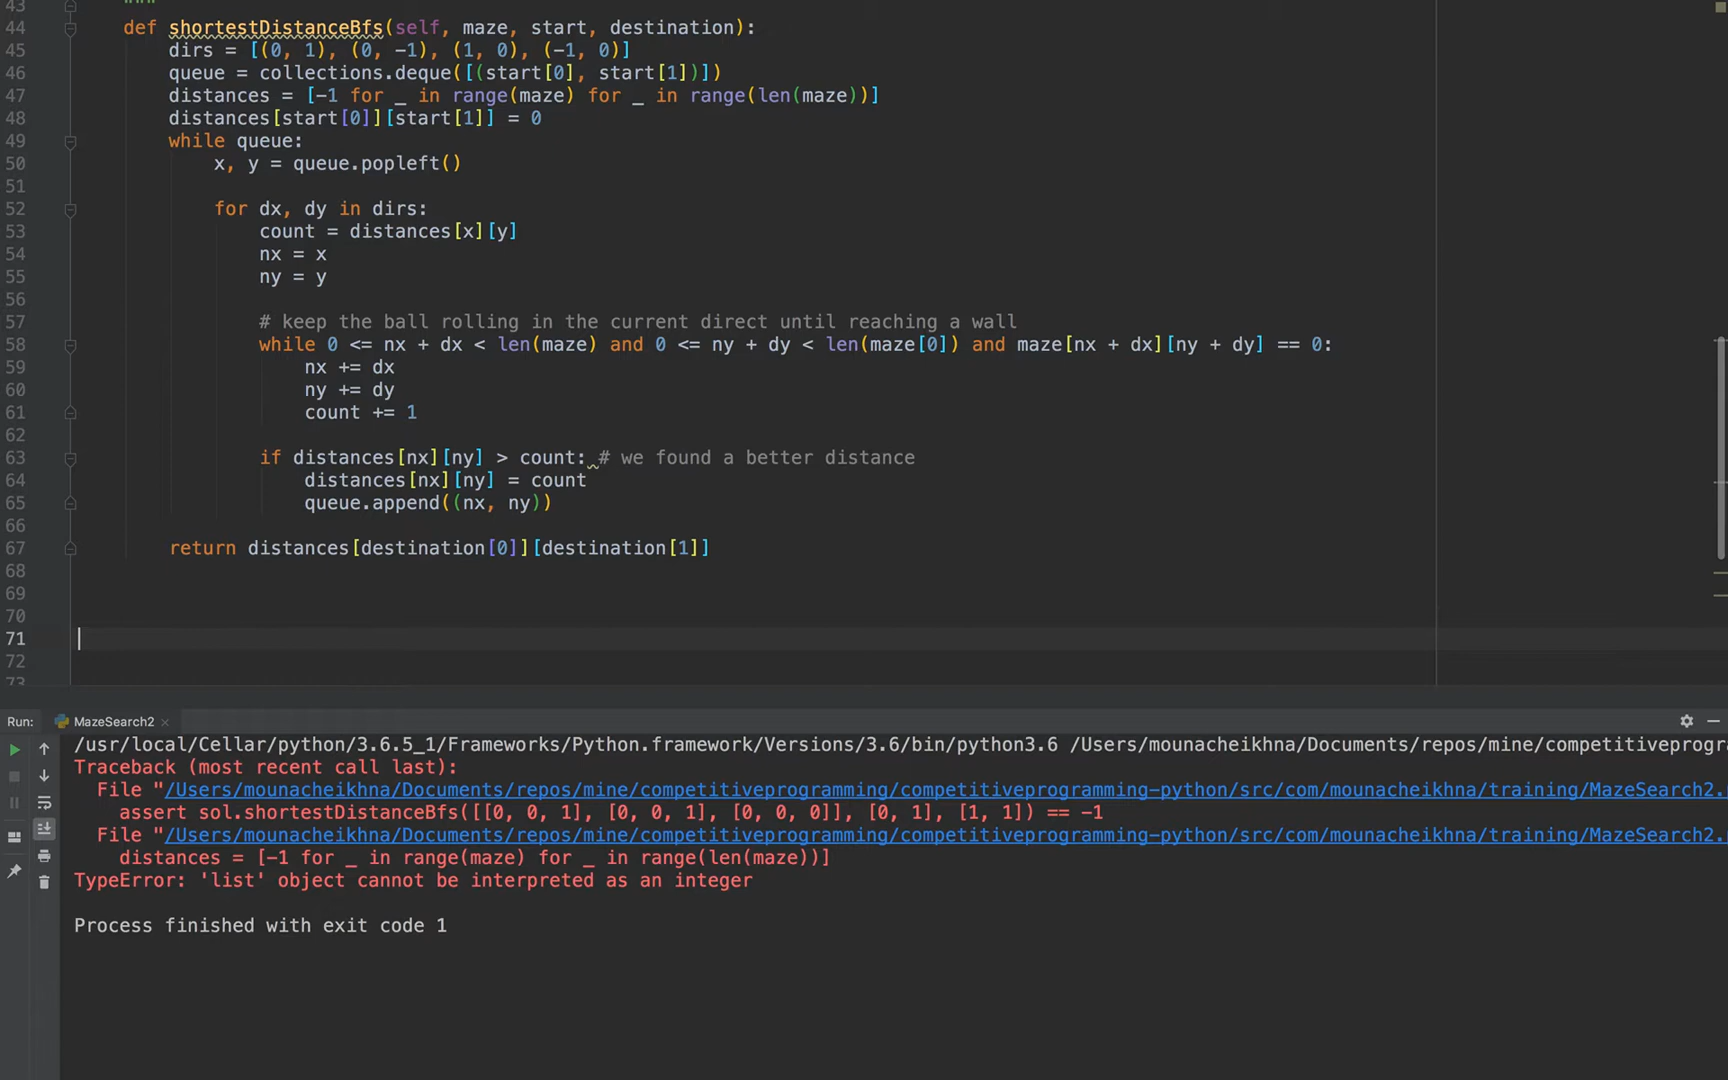 43 """
44 def shortestDistanceBfs(self, maze, start, destination):
45 dirs = [(0, 1), (0, -1), (1, 0), (-1, 0)]
46 queue = collections.deque([(start[0], start[1])])
47 distances = [-1 for _ in range(maze) for _ in range(len(maze))]
48 distances[start[0]][start[1]] = 0
49 while queue:
50 x, y = queue.popleft()
51
52 for dx, dy in dirs:
53 count = distances[x][y]
54 nx = x
55 ny = y
56
57 # keep the ball rolling in the current direct until reaching a wall
58 while 0 <= nx + dx < len(maze) and 0 <= ny + dy < len(maze[0]) and maze[nx + dx][ny + dy] == 0:
59 nx += dx
60 ny += dy
61 count += 1
62
63 if distances[nx][ny] > count: # we found a better distance
64 distances[nx][ny] = count
65 queue.append((nx, ny))
66
67 return distances[destination[0]][destination[1]]
68
69
70
71
72
73
Run: MazeSearch2 ×
/usr/local/Cellar/python/3.6.5_1/Frameworks/Python.framework/Versions/3.6/bin/python3.6 /Users/mounacheikhna/Documents/repos/mine/competitiveprogr
Traceback (most recent call last):
File "/Users/mounacheikhna/Documents/repos/mine/competitiveprogramming/competitiveprogramming-python/src/com/mounacheikhna/training/MazeSearch2.
assert sol.shortestDistanceBfs([[0, 0, 1], [0, 0, 1], [0, 0, 0]], [0, 1], [1, 1]) == -1
File "/Users/mounacheikhna/Documents/repos/mine/competitiveprogramming/competitiveprogramming-python/src/com/mounacheikhna/training/MazeSearch2.
distances = [-1 for _ in range(maze) for _ in range(len(maze))]
TypeError: 'list' object cannot be interpreted as an integer
Process finished with exit code 1